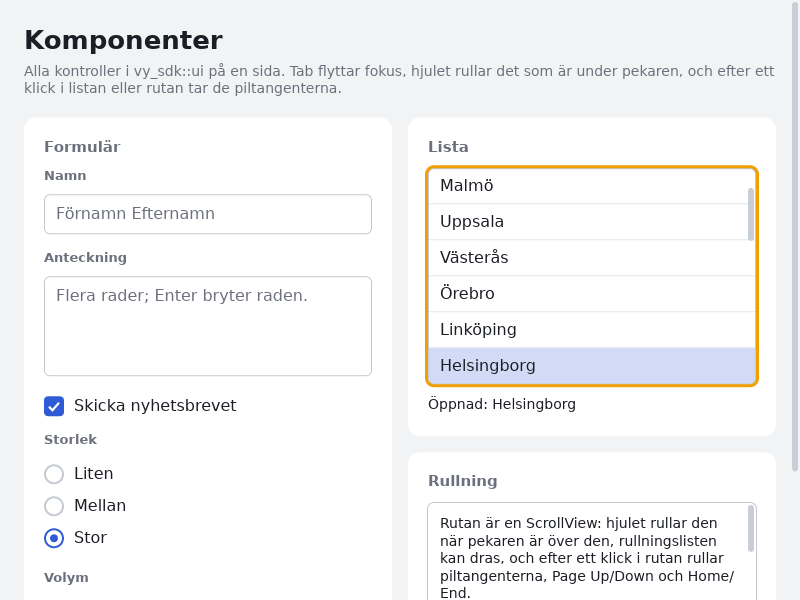 Komponenter
Alla kontroller i vy_sdk::ui på en sida. Tab flyttar fokus, hjulet rullar det som är under pekaren, och efter ett
klick i listan eller rutan tar de piltangenterna.
Formulär
Namn
Förnamn Efternamn
Anteckning
Flera rader; Enter bryter raden.
Skicka nyhetsbrevet
Storlek
Liten
Mellan
Stor
Volym
Lista
Malmö
Uppsala
Västerås
Örebro
Linköping
Helsingborg
Öppnad: Helsingborg
Rullning
Rutan är en ScrollView: hjulet rullar den
när pekaren är över den, rullningslisten
kan dras, och efter ett klick i rutan rullar
piltangenterna, Page Up/Down och Home/
End.